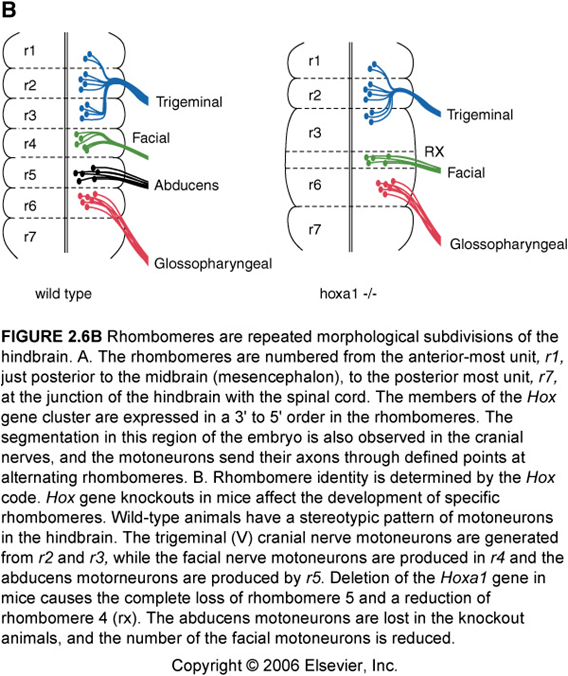 B
r1
r2
r3
r4
r5
r6
r7
Trigeminal
Facial
Abducens
Glossopharyngeal
wild type
r1
r2
r3
r6
r7
Trigeminal
RX
Facial
Glossopharyngeal
hoxa1 -/-
FIGURE 2.6B Rhombomeres are repeated morphological subdivisions of the
hindbrain. A. The rhombomeres are numbered from the anterior-most unit, r1,
just posterior to the midbrain (mesencephalon), to the posterior most unit, r7,
at the junction of the hindbrain with the spinal cord. The members of the Hox
gene cluster are expressed in a 3' to 5' order in the rhombomeres. The
segmentation in this region of the embryo is also observed in the cranial
nerves, and the motoneurons send their axons through defined points at
alternating rhombomeres. B. Rhombomere identity is determined by the Hox
code. Hox gene knockouts in mice affect the development of specific
rhombomeres. Wild-type animals have a stereotypic pattern of motoneurons
in the hindbrain. The trigeminal (V) cranial nerve motoneurons are generated
from r2 and r3, while the facial nerve motoneurons are produced in r4 and the
abducens motorneurons are produced by r5. Deletion of the Hoxa1 gene in
mice causes the complete loss of rhombomere 5 and a reduction of
rhombomere 4 (rx). The abducens motoneurons are lost in the knockout
animals, and the number of the facial motoneurons is reduced.
Copyright © 2006 Elsevier, Inc.